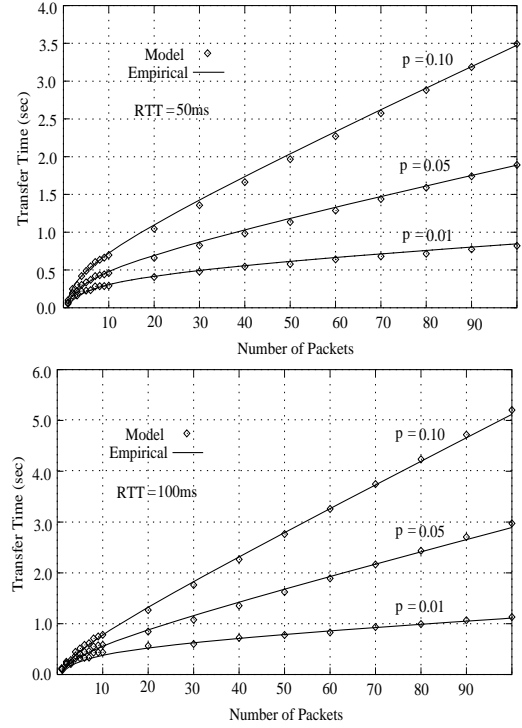 4.0
3.5
3.0
2.5
2.0
1.5
1.0
0.5
0.0
Transfer Time (sec)
Model
Empirical
RTT = 50ms
p = 0.10
p = 0.05
p = 0.01
10 20 30 40 50 60 70 80 90
Number of Packets
6.0
5.0
4.0
3.0
2.0
1.0
0.0
Transfer Time (sec)
Model
Empirical
RTT = 100ms
p = 0.10
p = 0.05
p = 0.01
10 20 30 40 50 60 70 80 90
Number of Packets